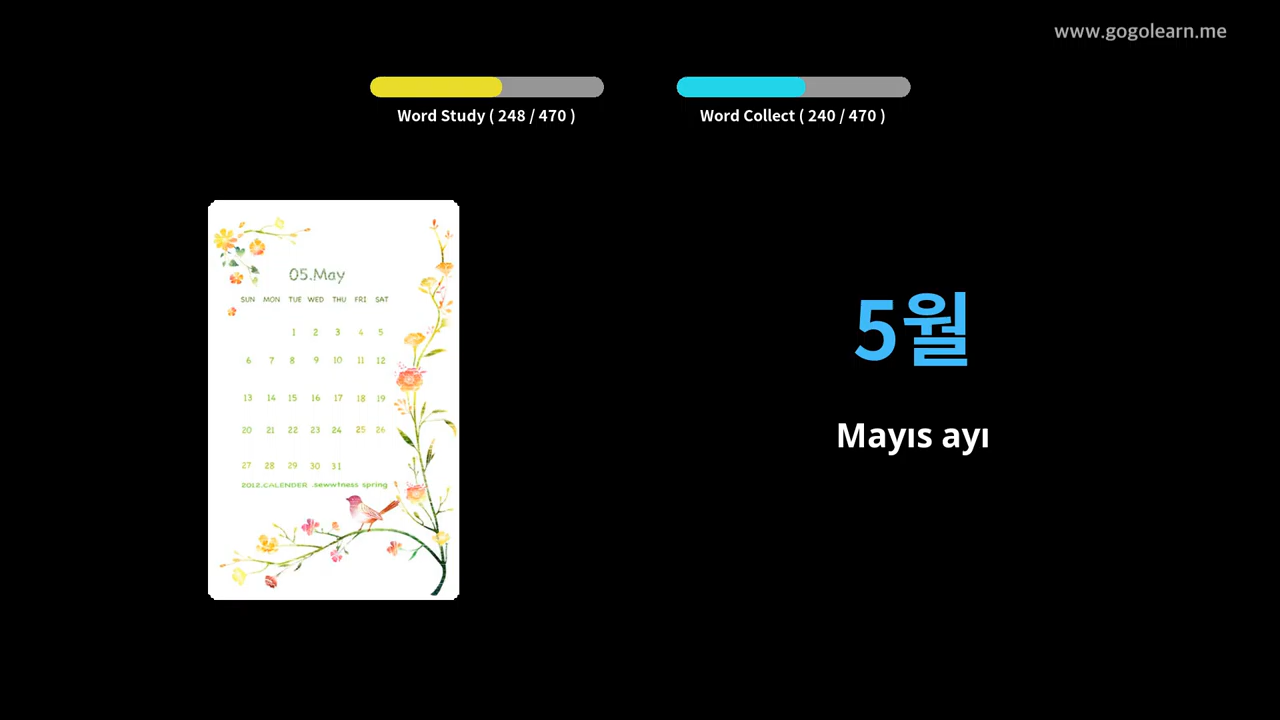 www.gogolearn.me
Word Study ( 248 / 470 )
Word Collect ( 240 / 470 )
05.May
SUN MON TUE WED THU FRI SAT
1 2 3 4 5
6 7 8 9 10 11 12
13 14 15 16 17 18 19
20 21 22 23 24 25 26
27 28 29 30 31
2012.CALENDER .sewwtness spring
5월
Mayıs ayı